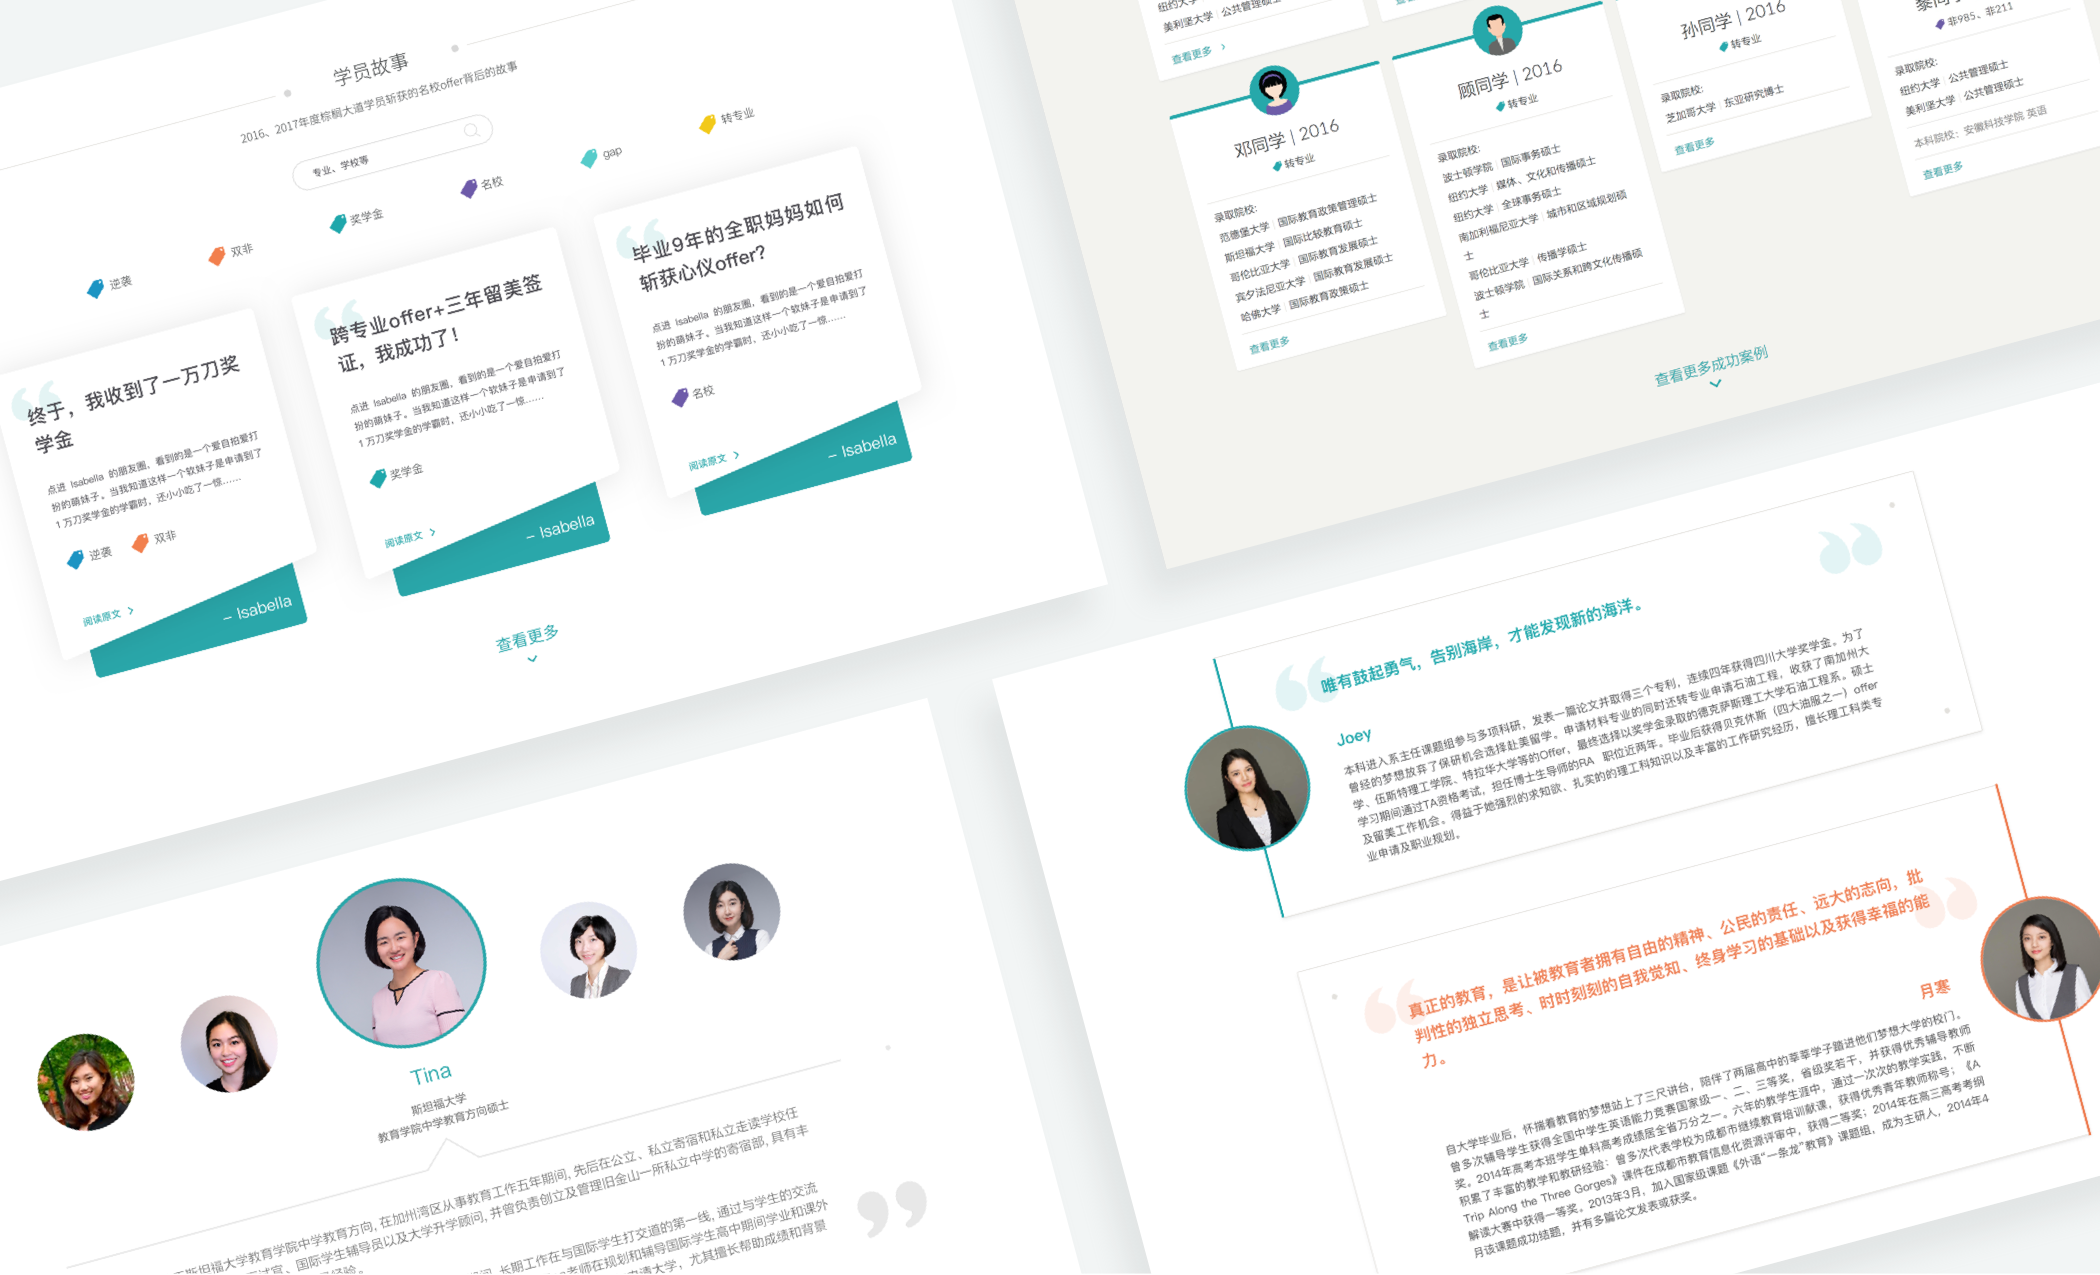 学员故事
2016、2017年度棕榈大道学员斩获的名校offer背后的故事
专业、学校等
逆袭
双非
奖学金
名校
gap
转专业
终于，我收到了一万刀奖
学金
点进 Isabella 的朋友圈，看到的是一个爱自拍爱打
扮的萌妹子。当我知道这样一个软妹子是申请到了
1万刀奖学金的学霸时，还小小吃了一惊……
逆袭
双非
阅读原文
– Isabella
跨专业offer+三年留美签
证，我成功了！
点进 Isabella 的朋友圈，看到的是一个爱自拍爱打
扮的萌妹子。当我知道这样一个软妹子是申请到了
1万刀奖学金的学霸时，还小小吃了一惊……
奖学金
阅读原文
– Isabella
毕业9年的全职妈妈如何
斩获心仪offer?
点进 Isabella 的朋友圈，看到的是一个爱自拍爱打
扮的萌妹子。当我知道这样一个软妹子是申请到了
1万刀奖学金的学霸时，还小小吃了一惊……
名校
阅读原文
– Isabella
查看更多
纽约大学
美利坚大学 公共管理硕士
查看更多
邓同学 | 2016
转专业
录取院校:
范德堡大学 国际教育政策管理硕士
斯坦福大学 国际比较教育硕士
哥伦比亚大学 国际教育发展硕士
宾夕法尼亚大学 国际教育发展硕士
哈佛大学 国际教育政策硕士
查看更多
顾同学 | 2016
转专业
录取院校:
波士顿学院 国际事务硕士
纽约大学 媒体、文化和传播硕士
纽约大学 全球事务硕士
南加利福尼亚大学 城市和区域规划硕
士
哥伦比亚大学 传播学硕士
波士顿学院 国际关系和跨文化传播硕
士
查看更多
孙同学 | 2016
转专业
录取院校:
芝加哥大学 东亚研究博士
查看更多
非985、非211
录取院校:
纽约大学 公共管理硕士
美利坚大学 公共管理硕士
本科院校: 安徽科技学院 英语
查看更多
查看更多成功案例
唯有鼓起勇气，告别海岸，才能发现新的海洋。
Joey
本科进入系主任课题组参与多项科研，发表一篇论文并取得三个专利，连续四年获得四川大学奖学金。为了
曾经的梦想放弃了保研机会选择赴美留学。申请材料专业的同时还转专业申请石油工程，收获了南加州大
学、伍斯特理工学院、特拉华大学等的Offer，最终选择以奖学金录取的德克萨斯理工大学石油工程系。硕士
学习期间通过TA资格考试，担任博士生导师的RA 职位近两年。毕业后获得贝克休斯（四大油服之一）offer
及留美工作机会。得益于她强烈的求知欲、扎实的的理工科知识以及丰富的工作研究经历，擅长理工科类专
业申请及职业规划。
真正的教育，是让被教育者拥有自由的精神、公民的责任、远大的志向，批
判性的独立思考、时时刻刻的自我觉知、终身学习的基础以及获得幸福的能
力。
月寒
自大学毕业后，怀揣着教育的梦想站上了三尺讲台，陪伴了两届高中的莘莘学子踏进他们梦想大学的校门。
曾多次辅导学生获得全国中学生英语能力竞赛国家级一、二、三等奖，省级奖若干，并获得优秀辅导教师
奖。2014年高考本班学生单科高考成绩居全省万分之一。六年的教学生涯中，通过一次次的教学实践，不断
积累了丰富的教学和教研经验：曾多次代表学校为成都市继续教育培训献课，获得优秀青年教师称号；《A
Trip Along the Three Gorges》课件在成都市教育信息化资源评审中，获得二等奖；2014年在高三高考考纲
解读大赛中获得一等奖。2013年3月，加入国家级课题《外语“一条龙”教育》课题组，成为主研人，2014年4
月该课题成功结题，并有多篇论文发表或获奖。
Tina
斯坦福大学
教育学院中学教育方向硕士
斯坦福大学教育学院中学教育方向, 在加州湾区从事教育工作五年期间, 先后在公立、私立寄宿和私立走读学校任
官、国际学生辅导员以及大学升学顾问, 并曾负责创立及管理旧金山一所私立中学的寄宿部, 具有丰
经验。
长期工作在与国际学生打交道的第一线, 通过与学生的交流
老师在规划和辅导国际学生高中期间学业和课外
申请大学，尤其擅长帮助成绩和背景